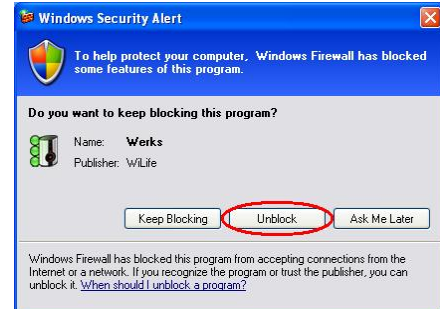 Windows Security Alert
To help protect your computer, Windows Firewall has blocked
some features of this program.
Do you want to keep blocking this program?
Name: Werks
Publisher: WiLife
Keep Blocking Unblock Ask Me Later
Windows Firewall has blocked this program from accepting connections from the
Internet or a network. If you recognize the program or trust the publisher, you can
unblock it. When should I unblock a program?